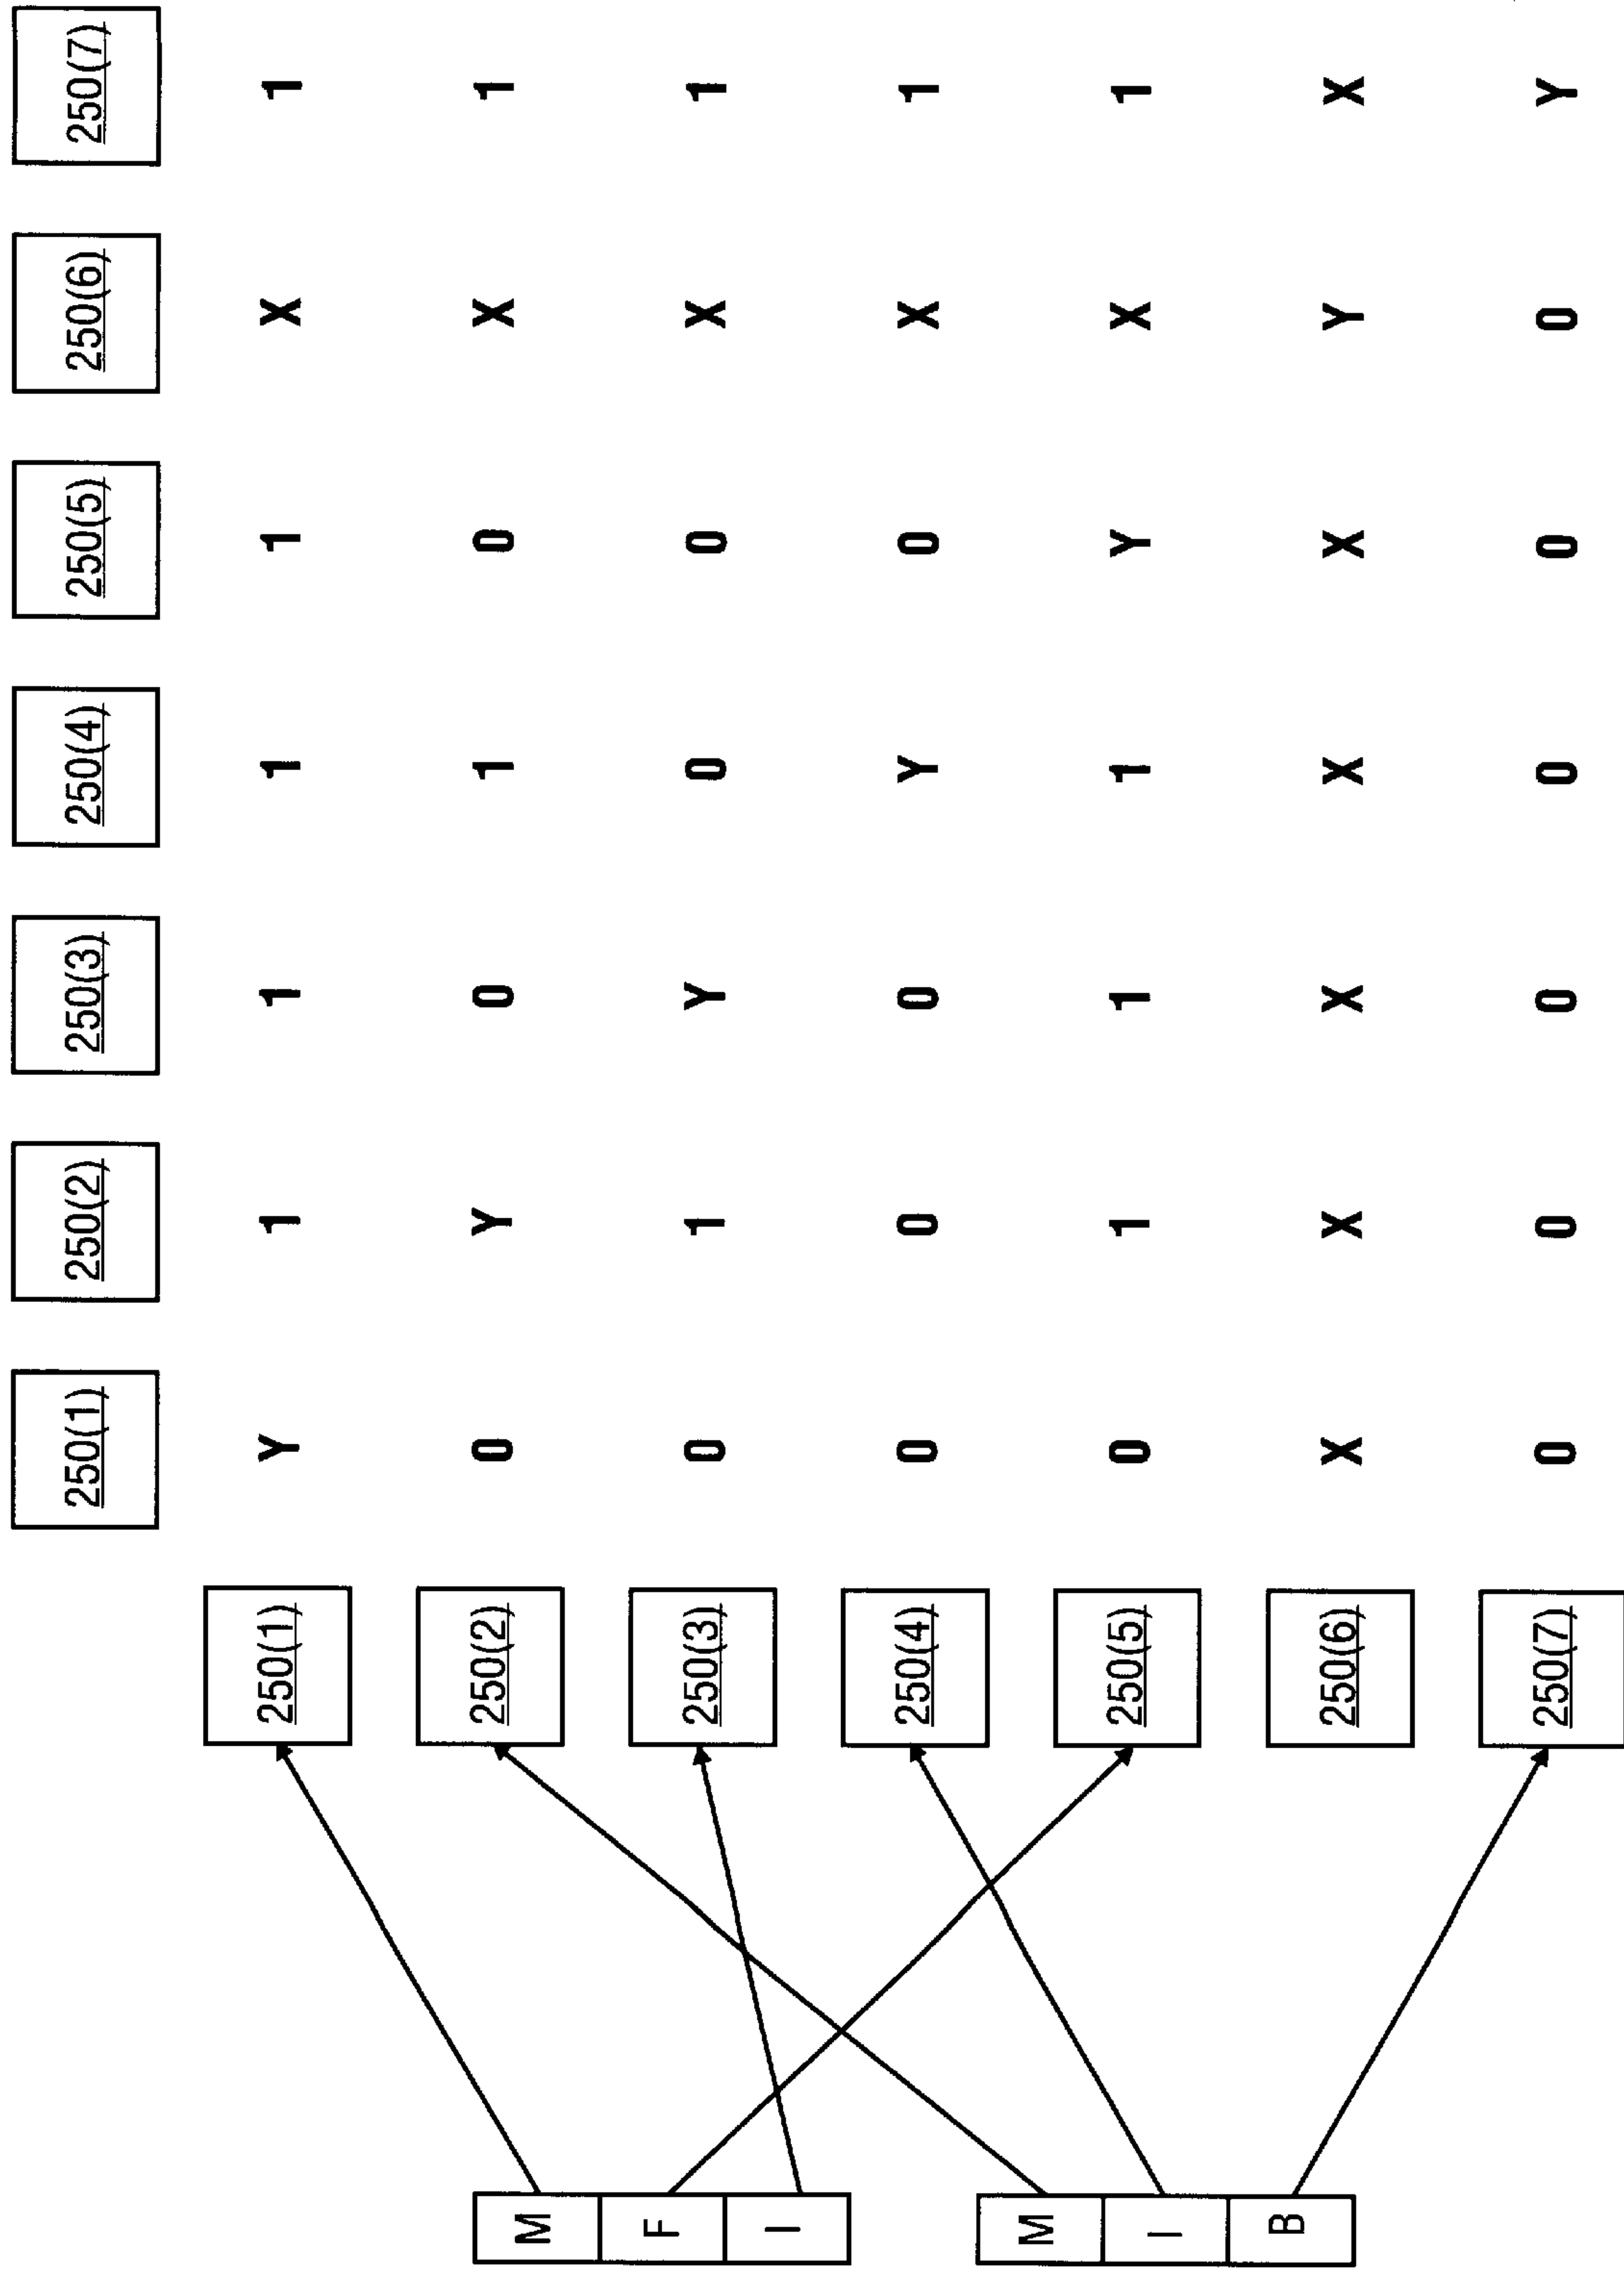 250(1) 250(2) 250(3) 250(4) 250(5) 250(6) 250(7)
250(1) Y 1 1 1 1 X 1
250(2) 0 Y 0 1 0 X 1
M
F
250(3) 0 1 Y 0 0 X 1
I
250(4) 0 0 0 Y 0 X 1
M
250(5) 0 1 1 1 Y X 1
I
B
250(6) X X X X X Y X
250(7) 0 0 0 0 0 0 Y